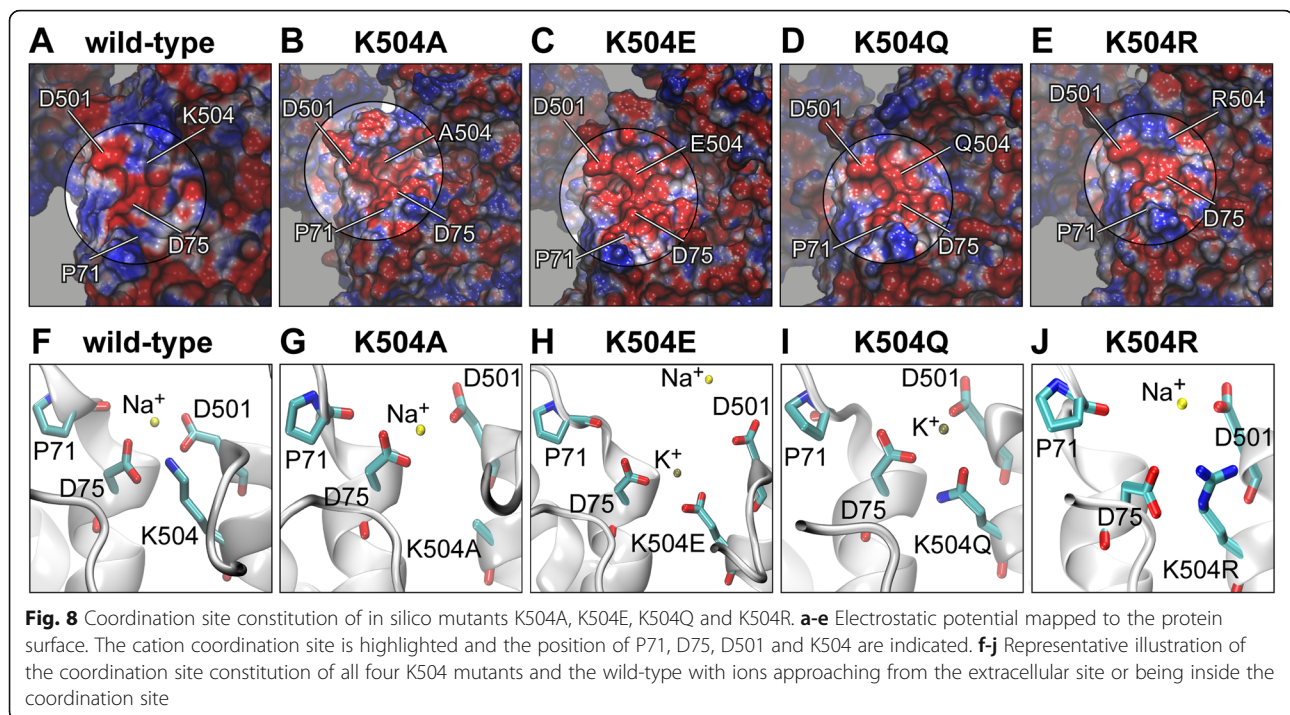 A wild-type B K504A C K504E D K504Q E K504R
D501 K504 D75 P71
D501 A504 P71 D75
D501 E504 P71 D75
D501 Q504 P71 D75
D501 R504 D75 P71
F wild-type G K504A H K504E I K504Q J K504R
P71 Na+ D501 D75 K504
P71 Na+ D501 D75 K504A
P71 Na+ D501 K+ D75 K504E
P71 D501 K+ D75 K504Q
P71 Na+ D501 D75 K504R
Fig. 8 Coordination site constitution of in silico mutants K504A, K504E, K504Q and K504R. a-e Electrostatic potential mapped to the protein
surface. The cation coordination site is highlighted and the position of P71, D75, D501 and K504 are indicated. f-j Representative illustration of
the coordination site constitution of all four K504 mutants and the wild-type with ions approaching from the extracellular site or being inside the
coordination site